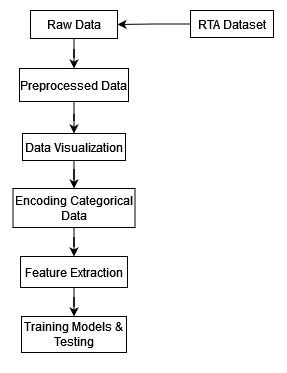 Raw Data
RTA Dataset
Preprocessed Data
Data Visualization
Encoding Categorical
Data
Feature Extraction
Training Models &
Testing